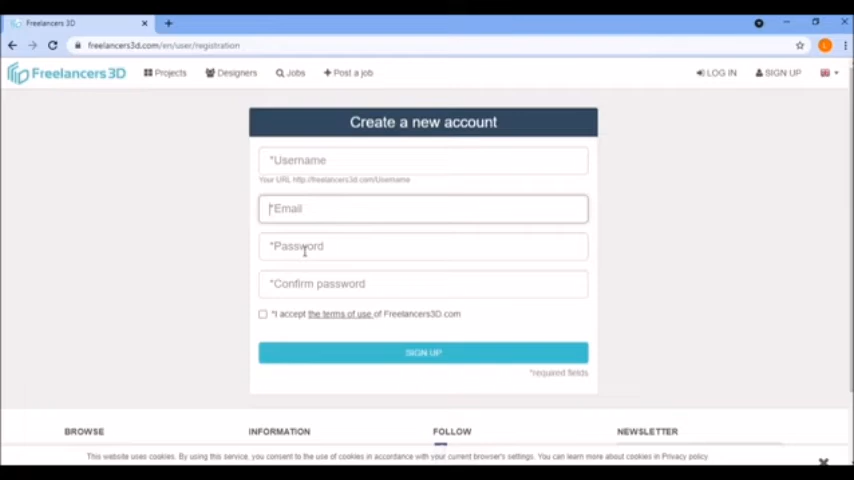 Freelancers 3D
freelancers3d.com/en/user/registration
L
Freelancers3D Projects Designers Jobs + Post a job LOG IN SIGN UP
Create a new account
*Username
Your URL http://freelancers3d.com/Username
*Email
*Password
*Confirm password
*I accept the terms of use of Freelancers3D.com
SIGN UP
*required fields
BROWSE INFORMATION FOLLOW NEWSLETTER
This website uses cookies. By using this service, you consent to the use of cookies in accordance with your current browser's settings. You can learn more about cookies in Privacy policy